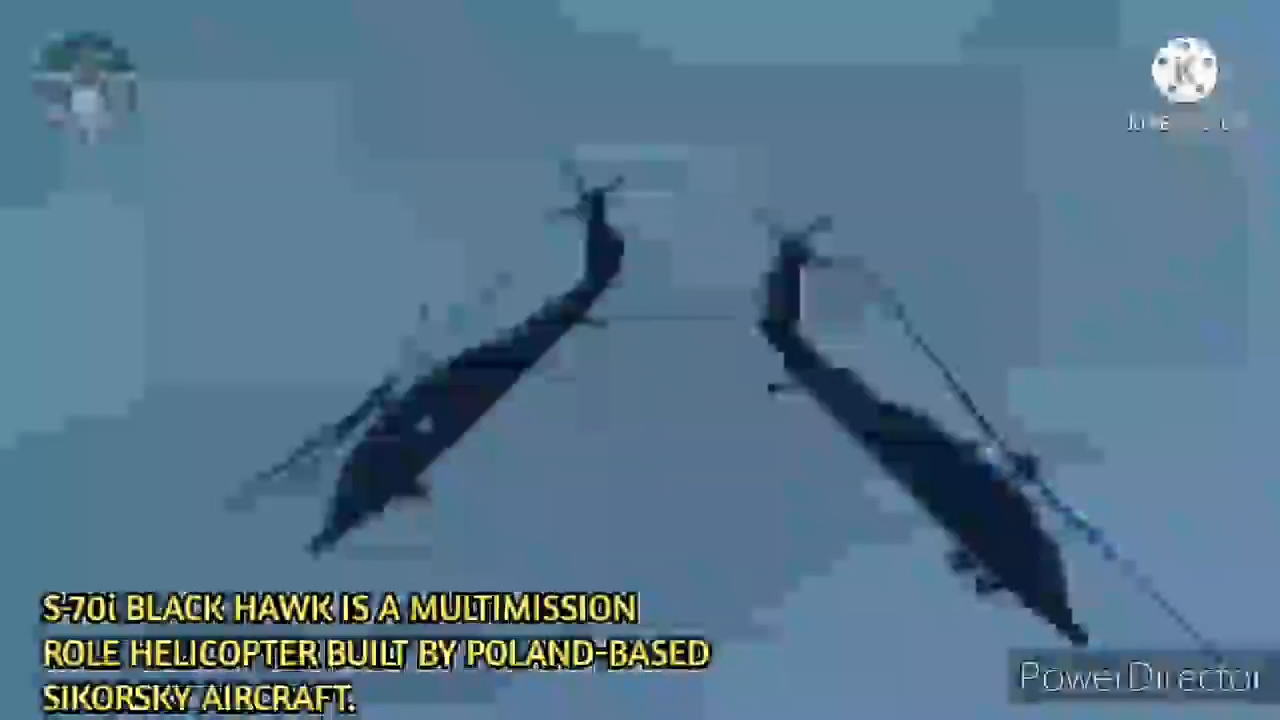 K
S-70i BLACK HAWK IS A MULTIMISSION
ROLE HELICOPTER BUILT BY POLAND-BASED
SIKORSKY AIRCRAFT.
PowerDirector